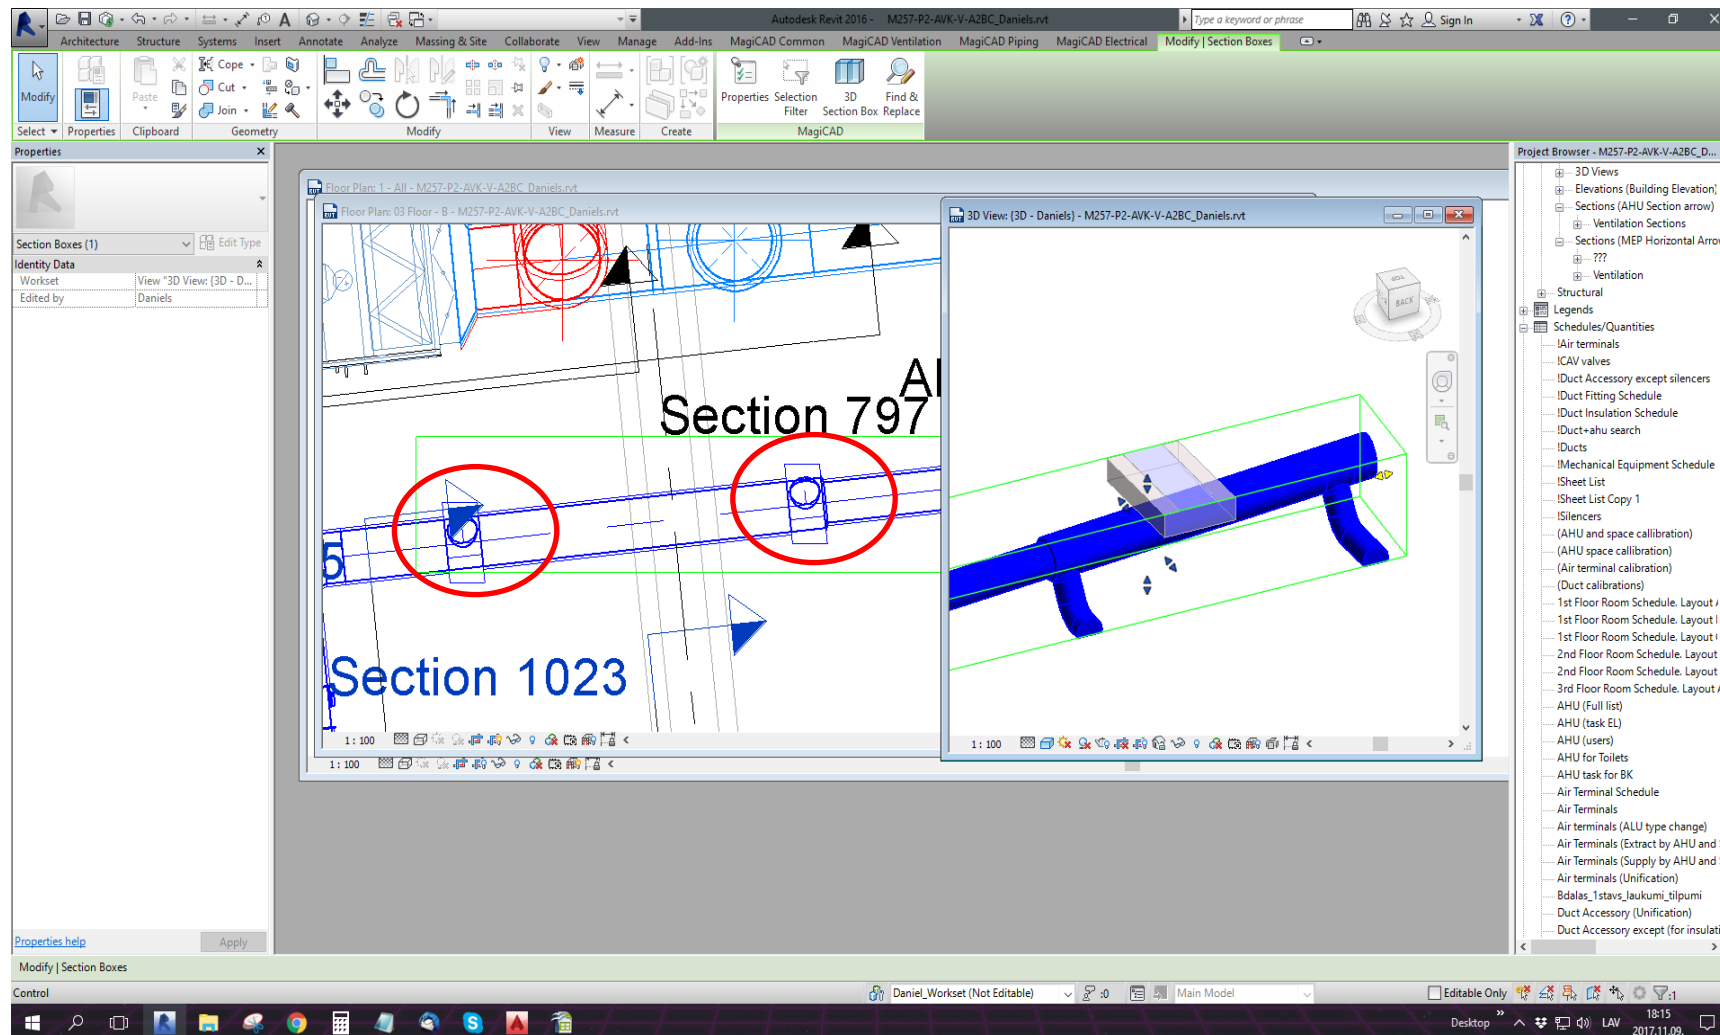 Autodesk Revit 2016 - M257-P2-AVK-V-A2BC_Daniels.rvt
Type a keyword or phrase
Sign In
Architecture Structure Systems Insert Annotate Analyze Massing & Site Collaborate View Manage Add-Ins MagiCAD Common MagiCAD Ventilation MagiCAD Piping MagiCAD Electrical Modify | Section Boxes
Modify
Paste
Cope
Cut
Join
Properties Selection Filter
3D Section Box
Find & Replace
Select Properties Clipboard Geometry Modify View Measure Create MagiCAD
Properties
Section Boxes (1)
Edit Type
Identity Data
Workset View "3D View: {3D - D...
Edited by Daniels
Properties help
Apply
Floor Plan: 1 - All - M257-P2-AVK-V-A2BC_Daniels.rvt
Floor Plan: 03 Floor - B - M257-P2-AVK-V-A2BC_Daniels.rvt
Section 797
Section 1023
5
1 : 100
1 : 100
3D View: {3D - Daniels} - M257-P2-AVK-V-A2BC_Daniels.rvt
TOP
BACK
1 : 100
Project Browser - M257-P2-AVK-V-A2BC_D...
3D Views
Elevations (Building Elevation)
Sections (AHU Section arrow)
Ventilation Sections
Sections (MEP Horizontal Arrow
???
Ventilation
Structural
Legends
Schedules/Quantities
!Air terminals
!CAV valves
!Duct Accessory except silencers
!Duct Fitting Schedule
!Duct Insulation Schedule
!Duct+ahu search
!Ducts
!Mechanical Equipment Schedule
!Sheet List
!Sheet List Copy 1
!Silencers
(AHU and space callibration)
(AHU space callibration)
(Air terminal calibration)
(Duct calibrations)
1st Floor Room Schedule. Layout
1st Floor Room Schedule. Layout
1st Floor Room Schedule. Layout
2nd Floor Room Schedule. Layout
2nd Floor Room Schedule. Layout
3rd Floor Room Schedule. Layout
AHU (Full list)
AHU (task EL)
AHU (users)
AHU for Toilets
AHU task for BK
Air Terminal Schedule
Air Terminals
Air terminals (ALU type change)
Air Terminals (Extract by AHU and
Air Terminals (Supply by AHU and
Air terminals (Unification)
Bdalas_1stavs_laukumi_tilpumi
Duct Accessory (Unification)
Duct Accessory except (for insulati
Modify | Section Boxes
Control
Daniel_Workset (Not Editable)
:0
Main Model
Editable Only
:1
Desktop
LAV
18:15
2017.11.09.